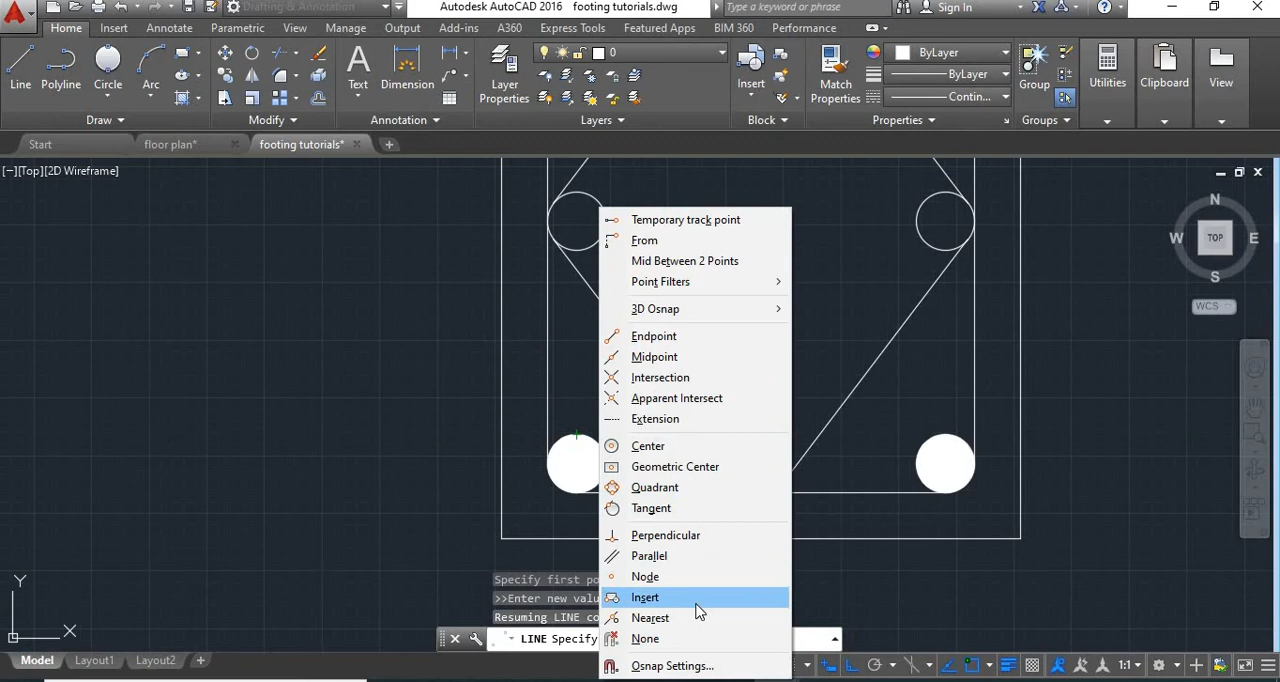 Drafting & Annotation
Autodesk AutoCAD 2016 footing tutorials.dwg
Type a keyword or phrase
Sign In
Home Insert Annotate Parametric View Manage Output Add-ins A360 Express Tools Featured Apps BIM 360 Performance
Line Polyline Circle Arc
Text Dimension
Layer Properties
0
Insert
Match Properties
ByLayer
ByLayer
Contin...
Group
Utilities
Clipboard
View
Draw Modify Annotation Layers Block Properties Groups
Start floor plan* footing tutorials*
[−][Top][2D Wireframe]
N
W TOP E
S
WCS
Temporary track point
From
Mid Between 2 Points
Point Filters
3D Osnap
Endpoint
Midpoint
Intersection
Apparent Intersect
Extension
Center
Geometric Center
Quadrant
Tangent
Perpendicular
Parallel
Node
Insert
Nearest
None
Osnap Settings...
Y
X
Specify first po
>>Enter new valu
Resuming LINE co
LINE Specify
Model Layout1 Layout2
1:1